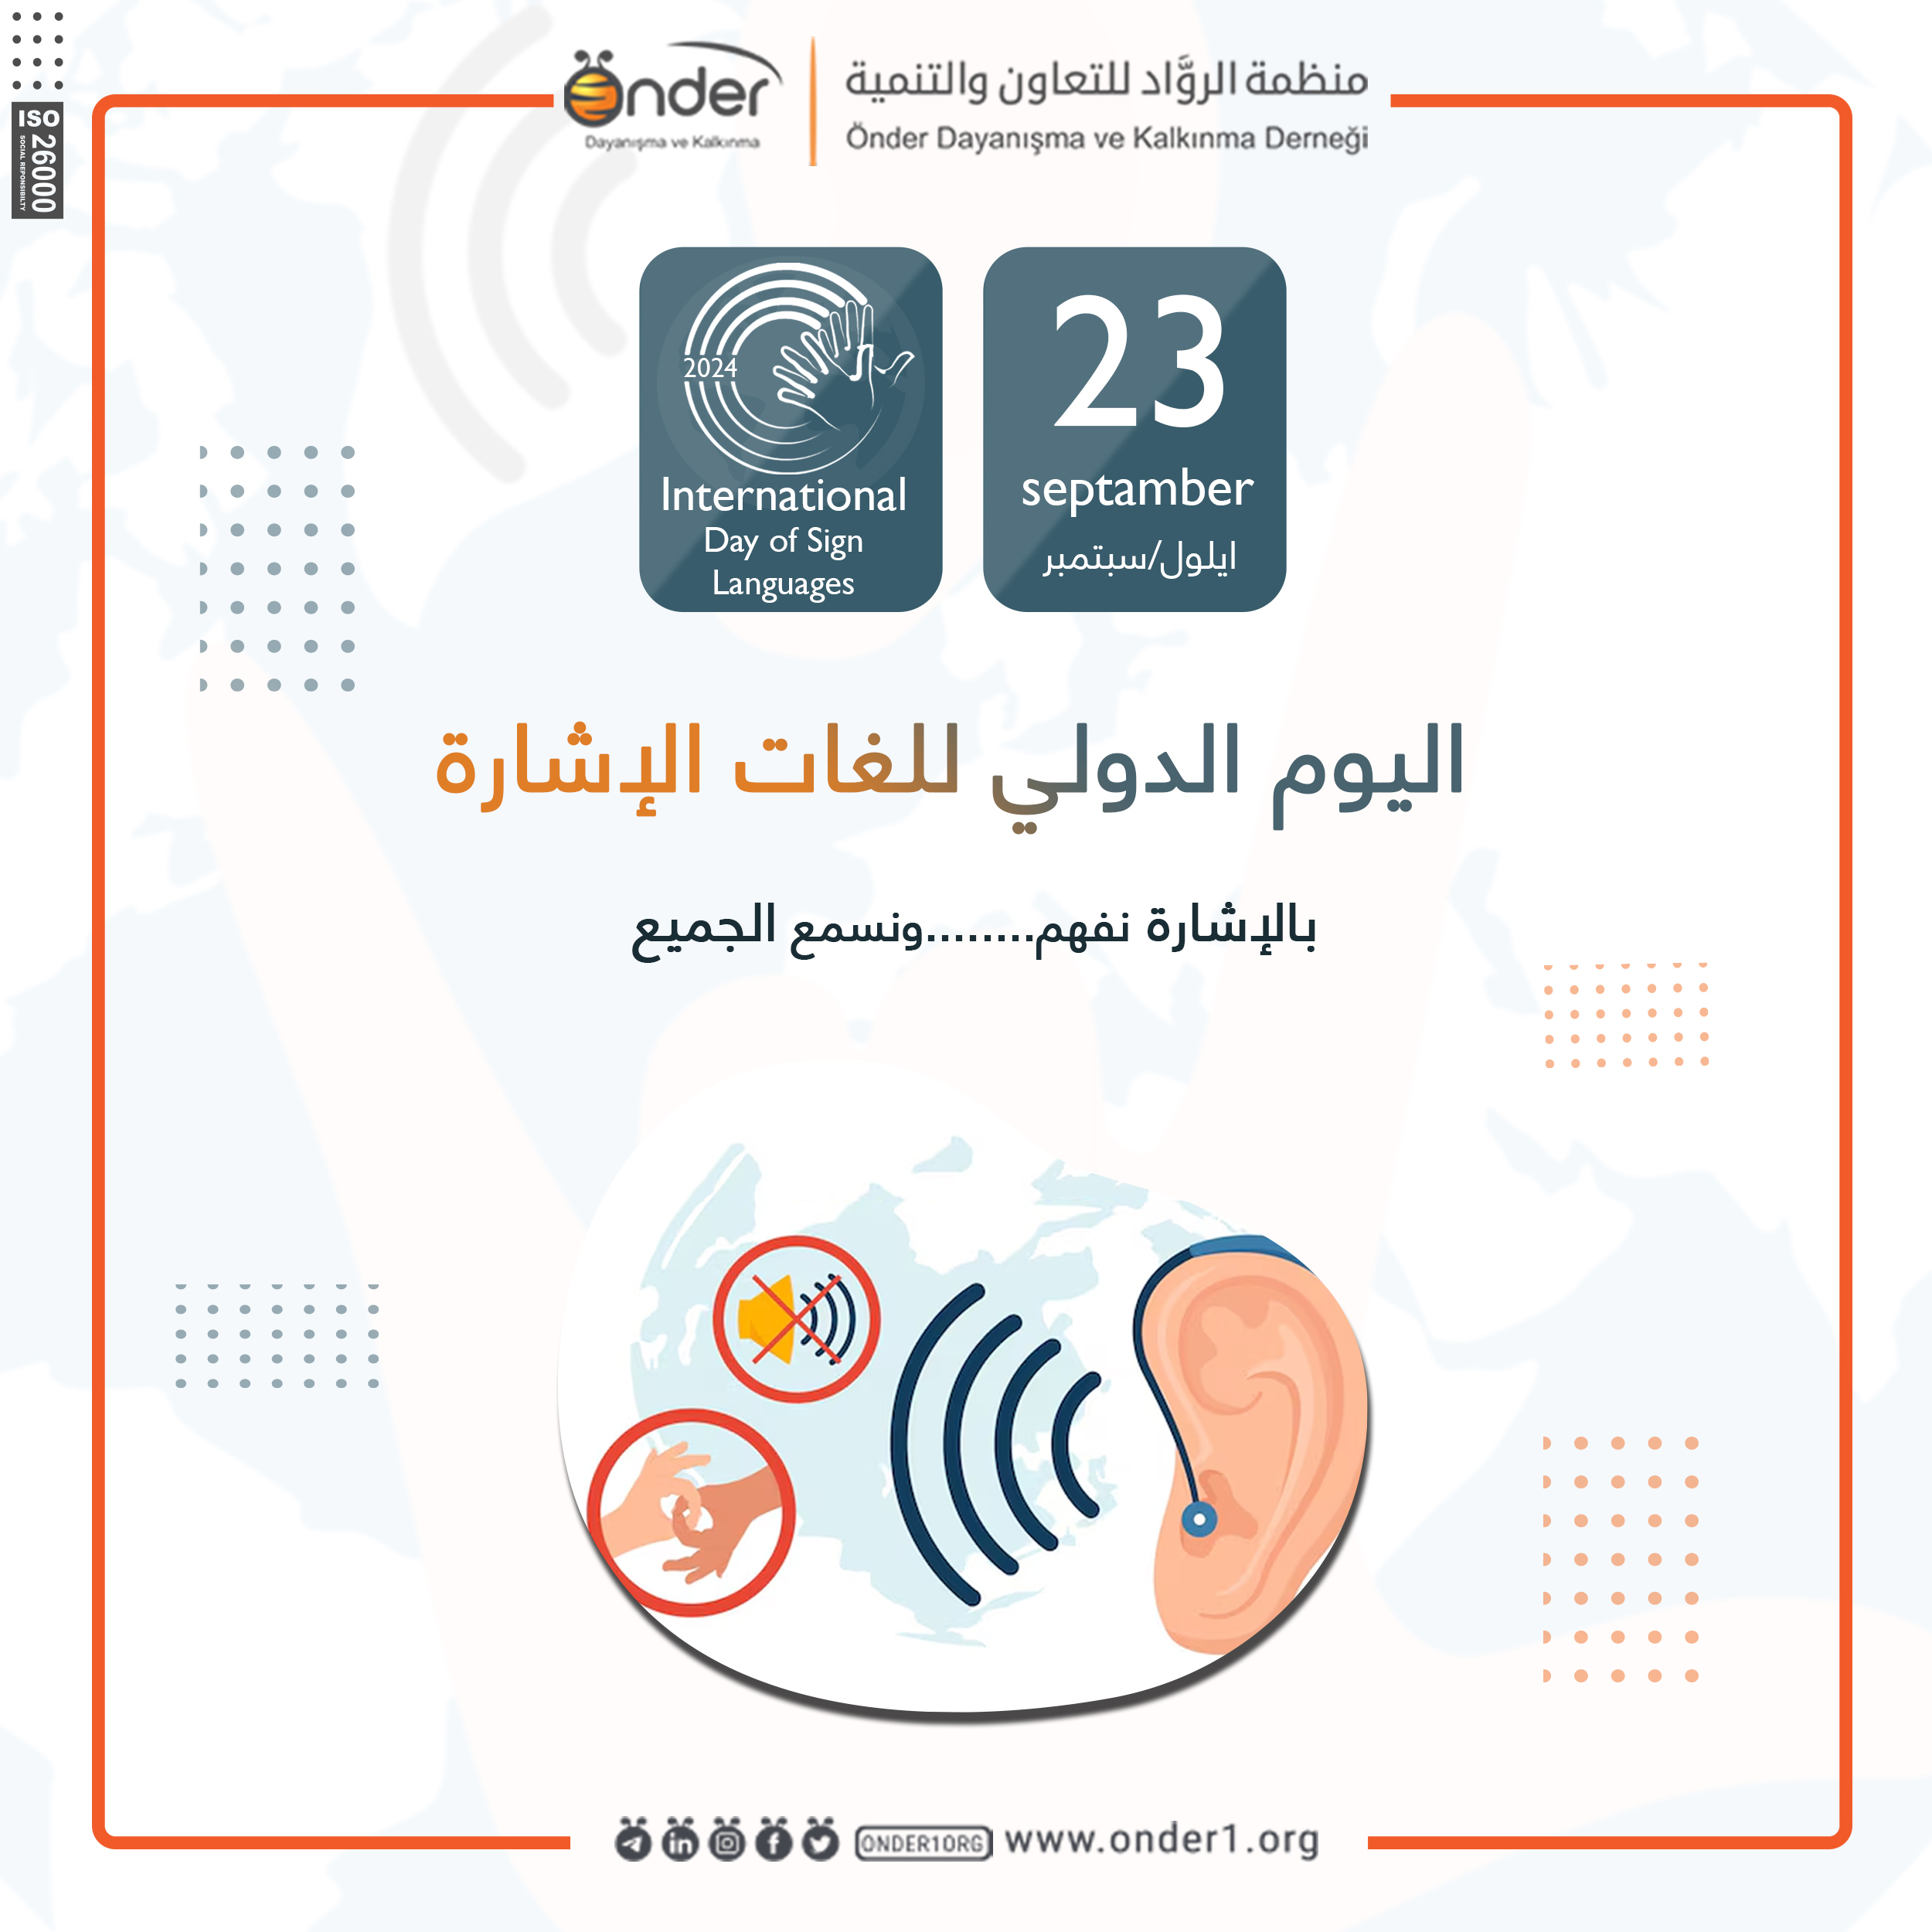 ISO
26000
SOCIAL RESPONSIBILTY
önder
Dayanışma ve Kalkınma
منظمة الروَّاد للتعاون والتنمية
Önder Dayanışma ve Kalkınma Derneği
2024
International
Day of Sign
Languages
23
septamber
ايلول/سبتمبر
اليوم الدولي للغات الإشارة
بالإشارة نفهم........ونسمع الجميع
ONDER1ORG
www.onder1.org